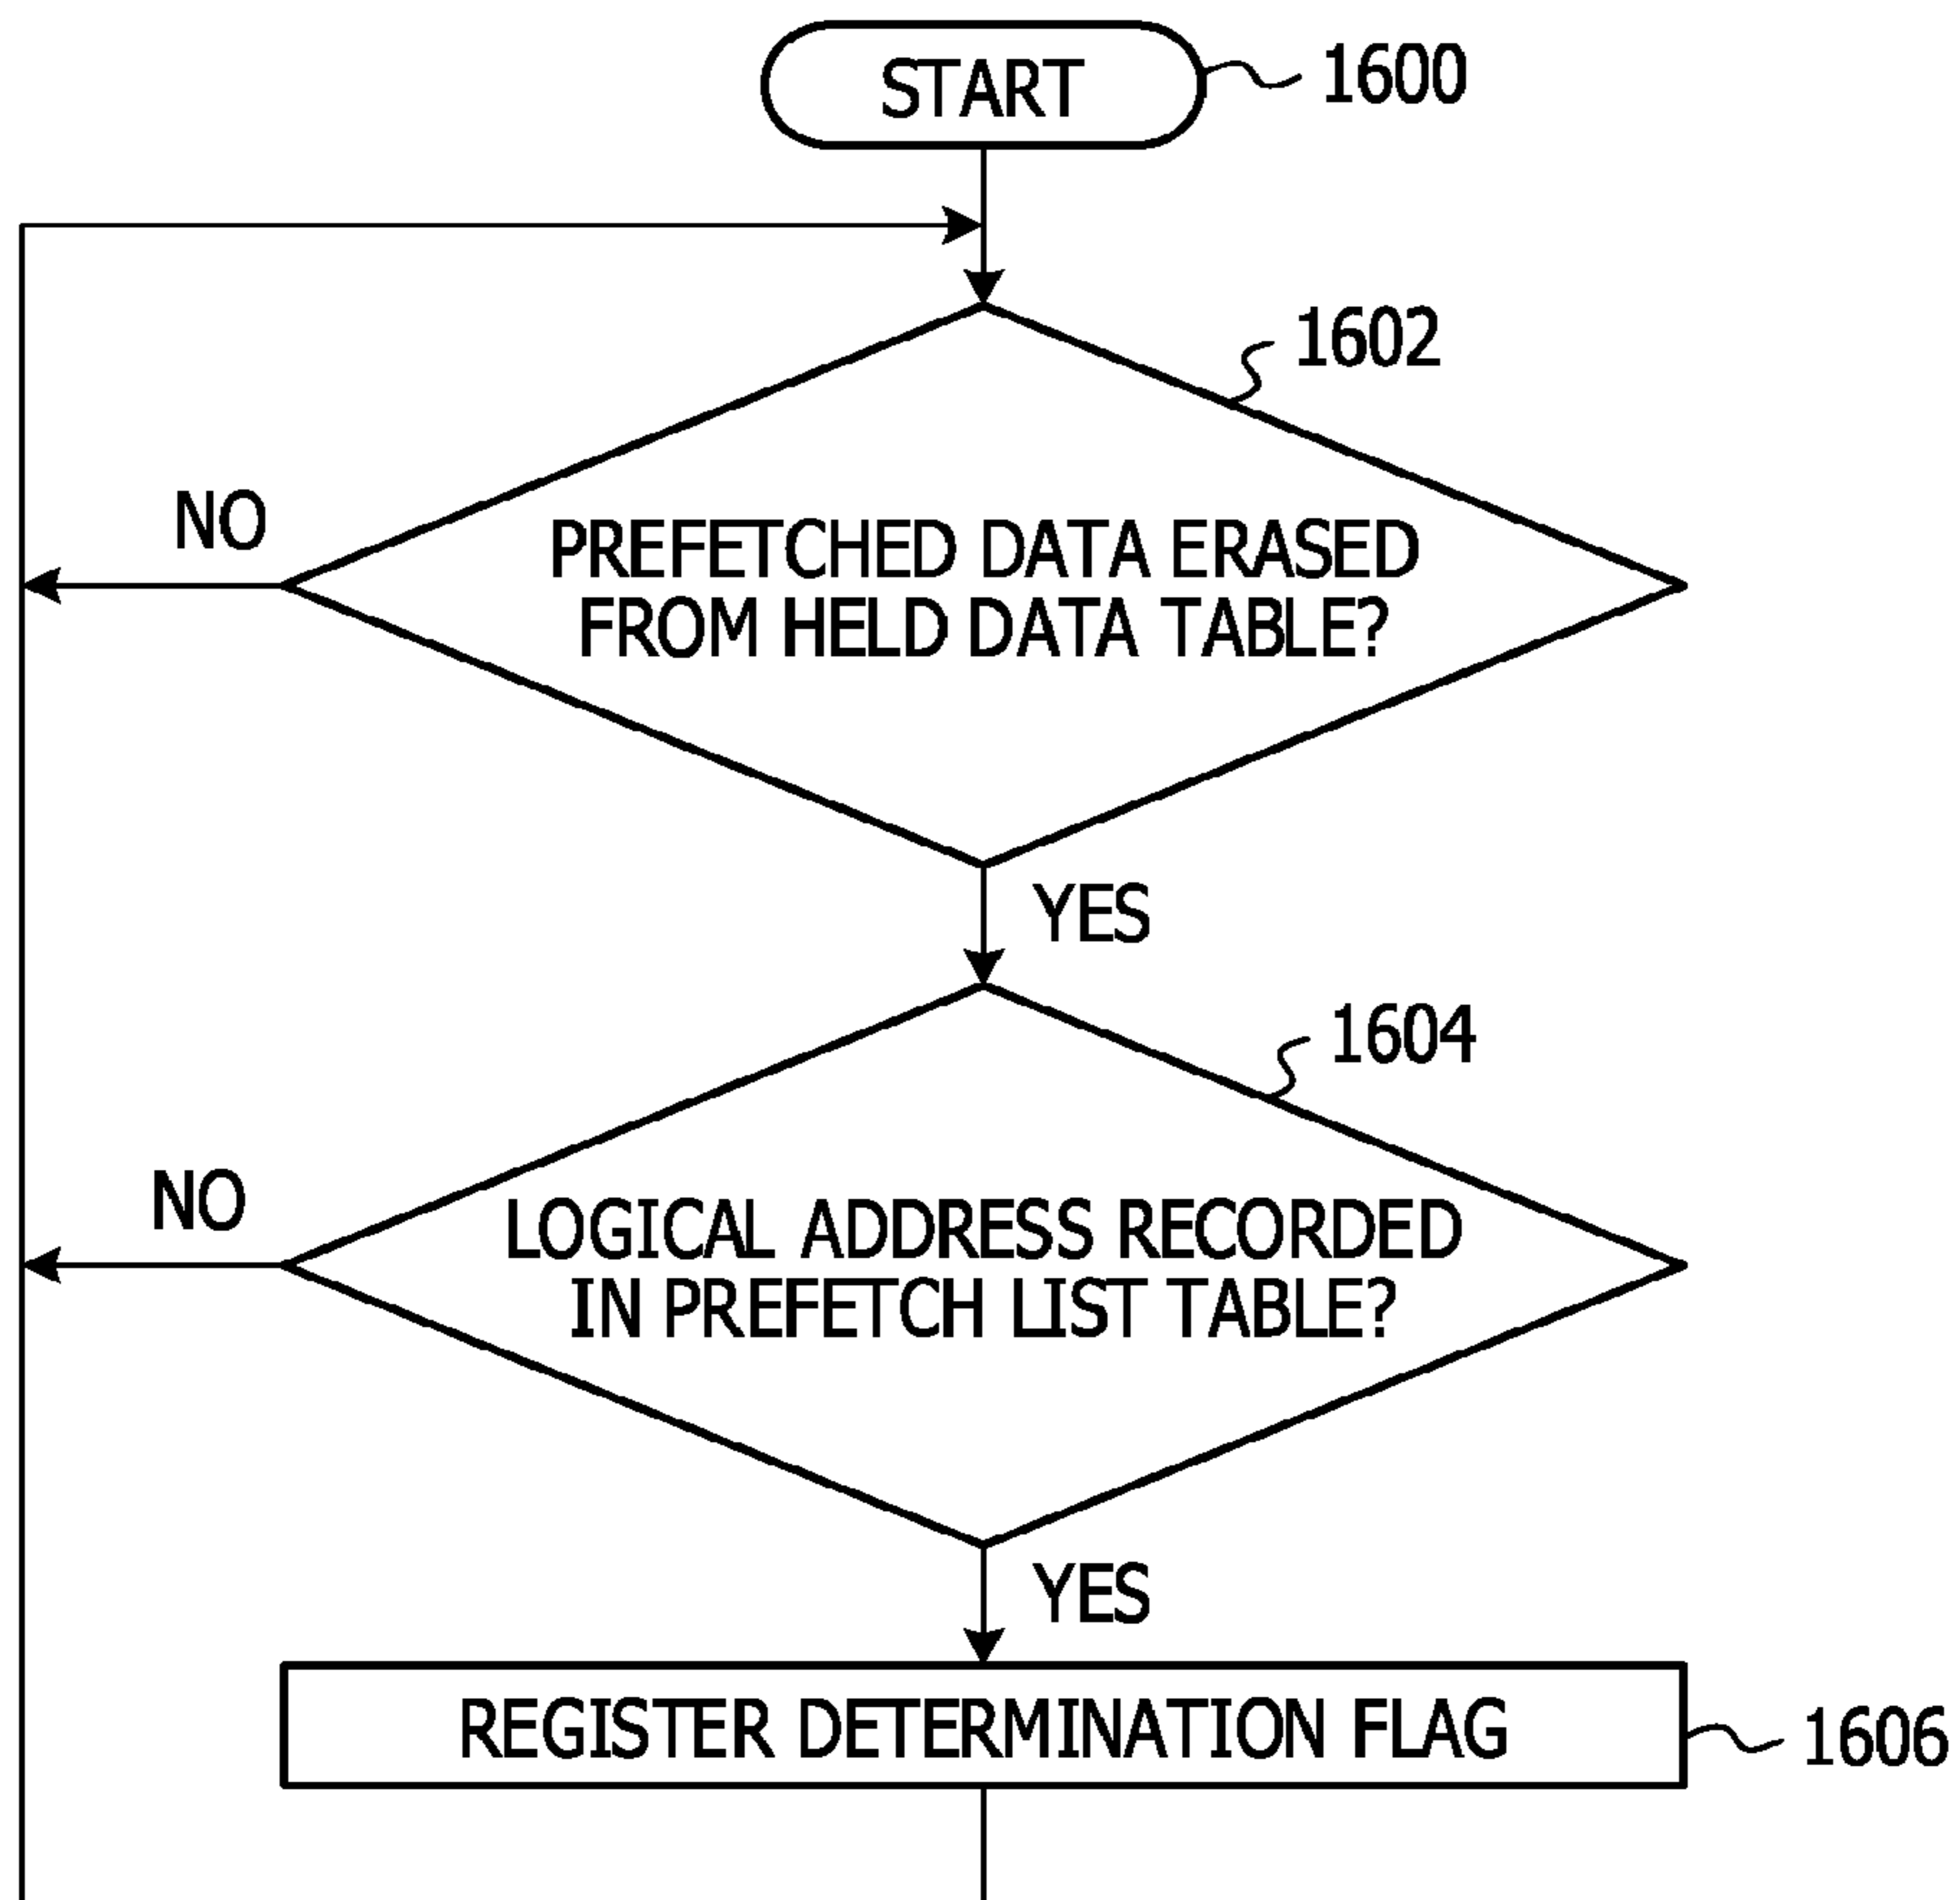 START
1600
1602
NO
PREFETCHED DATA ERASED
FROM HELD DATA TABLE?
YES
1604
NO
LOGICAL ADDRESS RECORDED
IN PREFETCH LIST TABLE?
YES
REGISTER DETERMINATION FLAG
1606